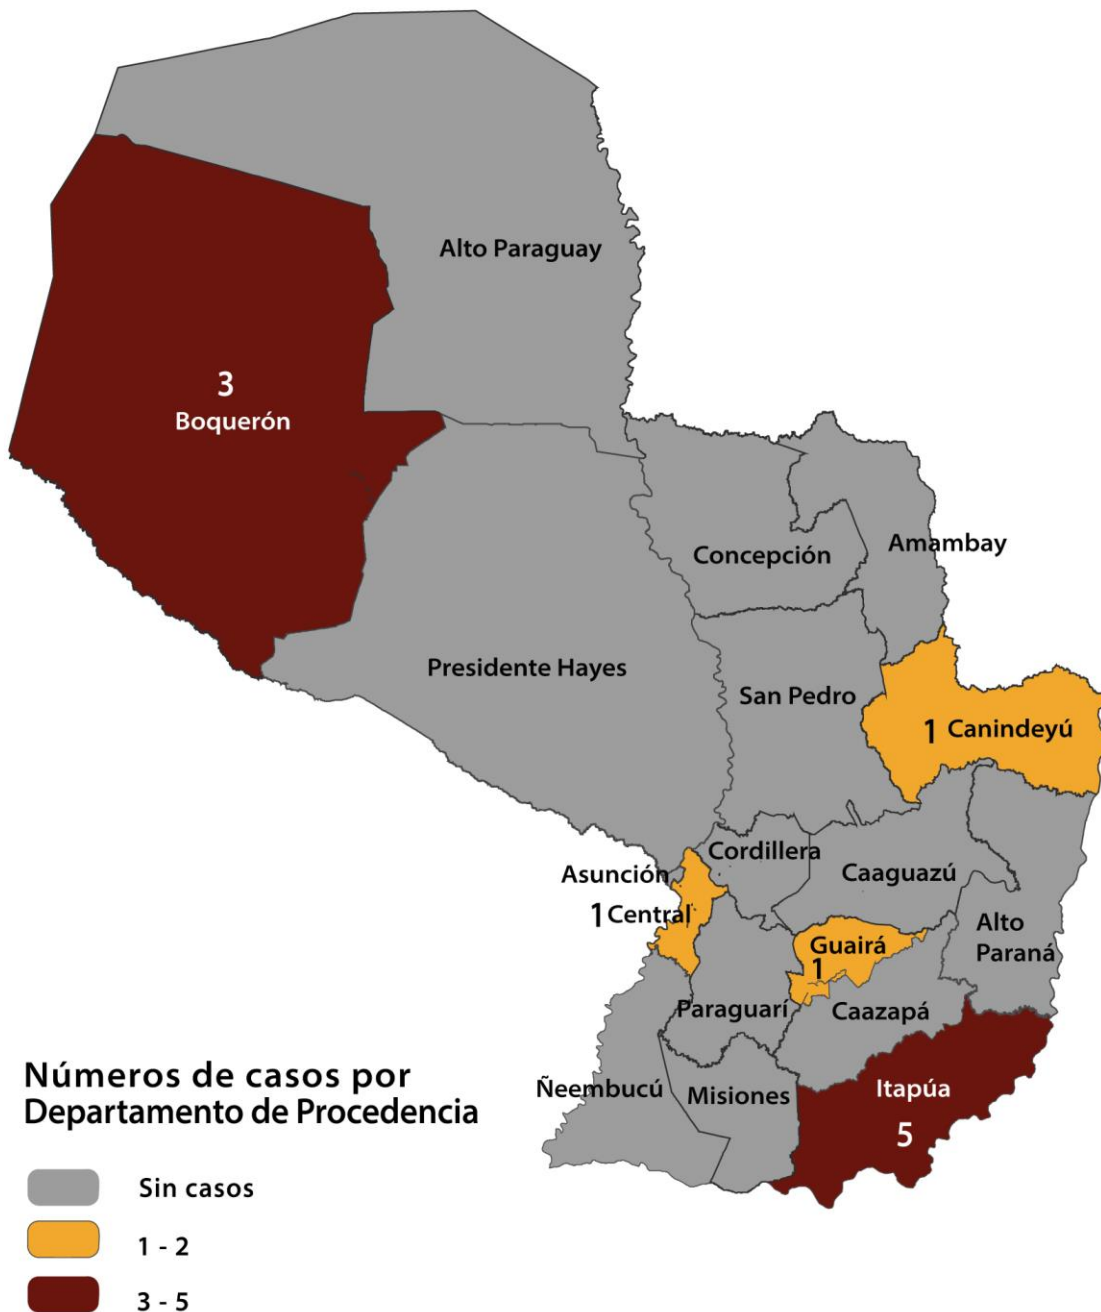 Alto Paraguay
3
Boquerón
Concepción
Amambay
Presidente Hayes
San Pedro
1 Canindeyú
Cordillera
Asunción
Caaguazú
1 Central
Guairá
1
Alto
Paraná
Paraguarí
Caazapá
Ñeembucú
Misiones
Itapúa
5
Números de casos por
Departamento de Procedencia
Sin casos
1 - 2
3 - 5